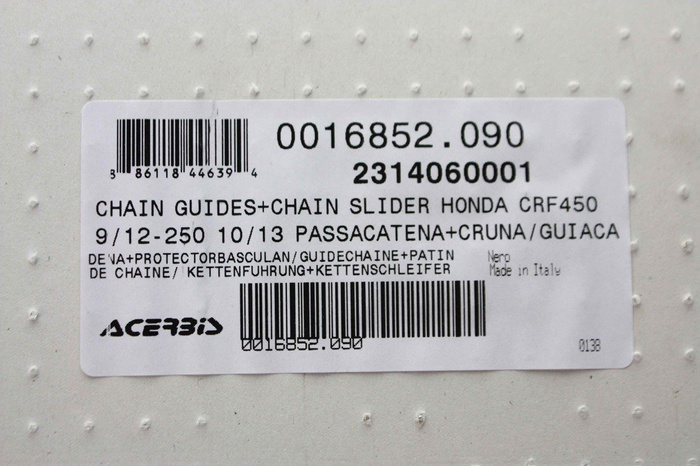 0016852.090
8 86118 44639 4
2314060001
CHAIN GUIDES+CHAIN SLIDER HONDA CRF450
9/12-250 10/13 PASSACATENA+CRUNA/GUIACA
DENA+PROTECTORBASCULAN/GUIDECHAINE+PATIN
DE CHAINE/ KETTENFUHRUNG+KETTENSCHLEIFER
Nero
Made in Italy
ACERBIS
0016852.090
0138